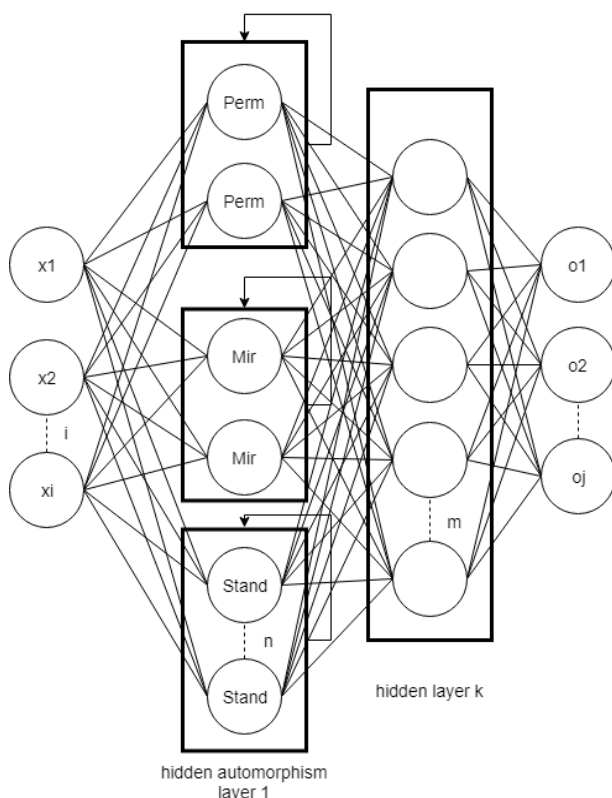 Perm
Perm
x1
x2
i
xi
Mir
Mir
Stand
n
Stand
m
o1
o2
oj
hidden layer k
hidden automorphism
layer 1